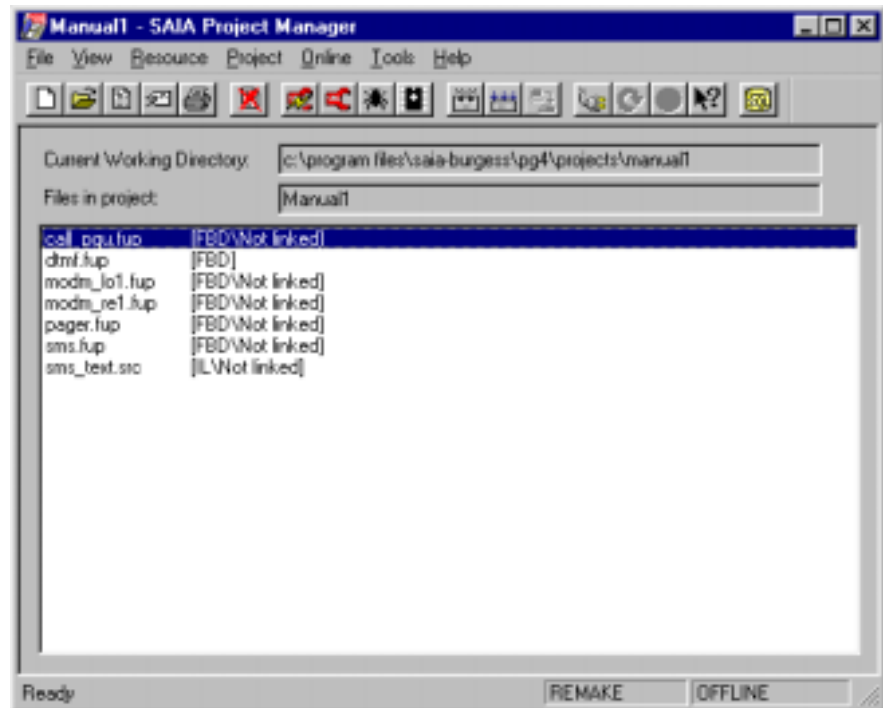 Manual1 - SAIA Project Manager
File View Resource Project Online Tools Help
Current Working Directory: c:\program files\saia-burgess\pg4\projects\manual1
Files in project: Manual1
call_pgu.fup [FBD\Not linked]
dtmf.fup [FBD]
modm_lo1.fup [FBD\Not linked]
modm_re1.fup [FBD\Not linked]
pager.fup [FBD\Not linked]
sms.fup [FBD\Not linked]
sms_text.src [IL\Not linked]
Ready REMAKE OFFLINE